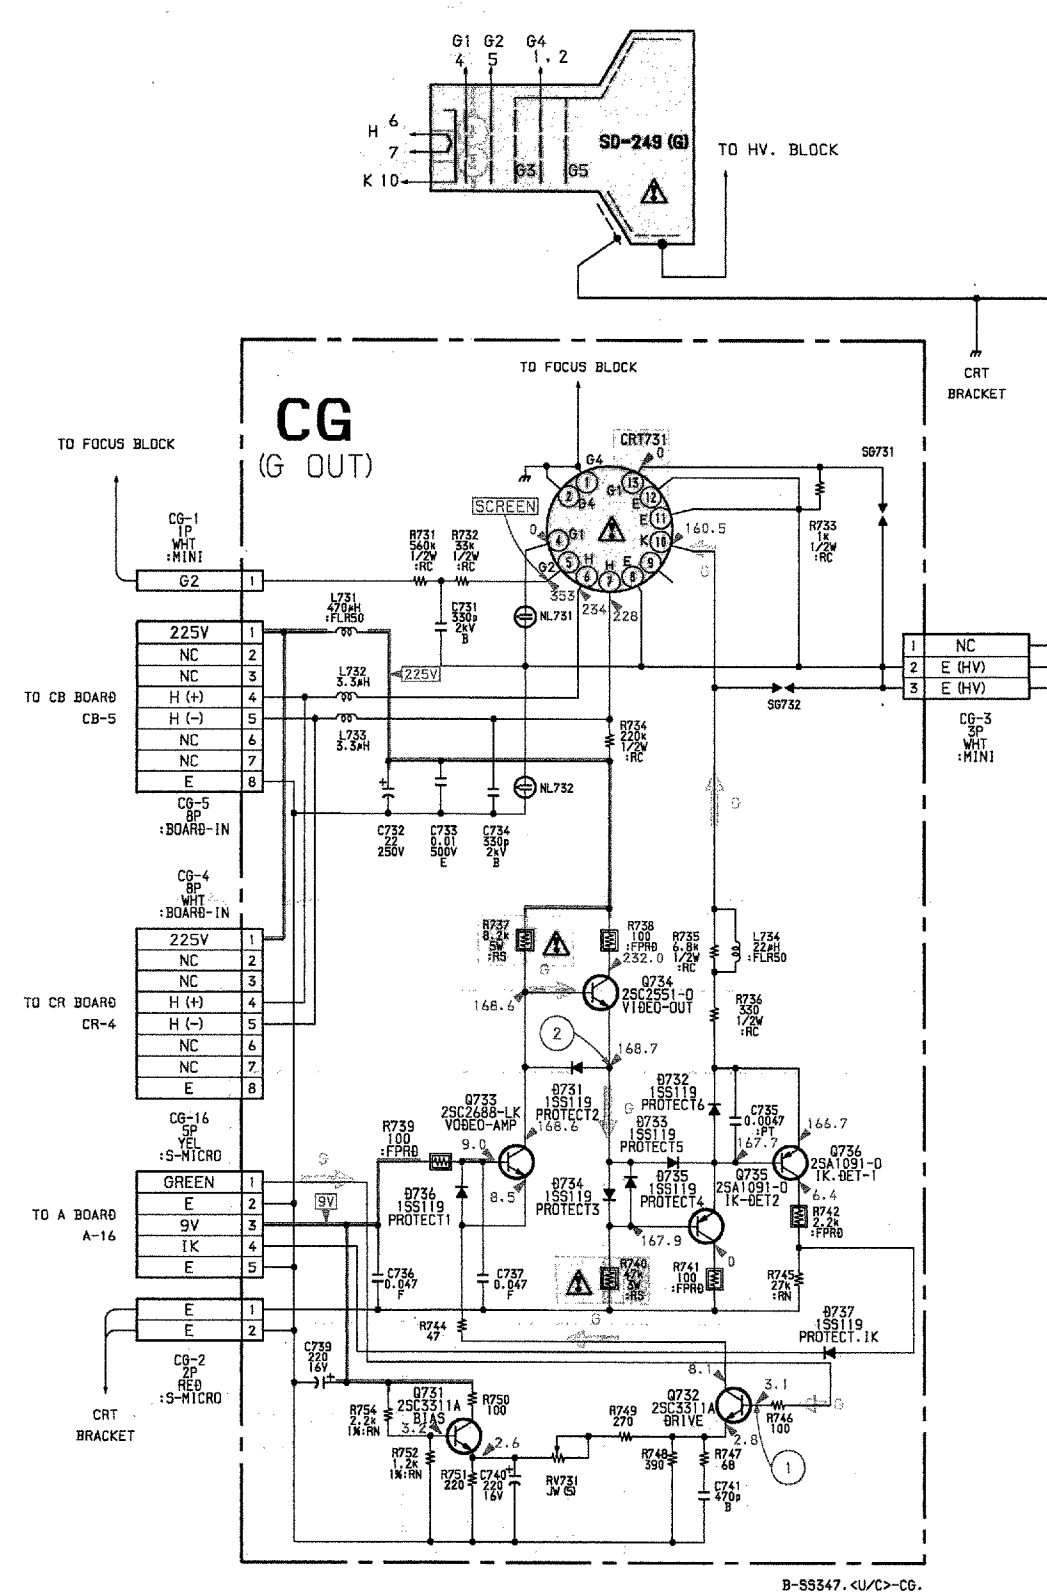 G1 G2 G4
4 5 1, 2
H 6
7
K 10
G3 G5
SD-249 (G)
TO HV. BLOCK
CRT
BRACKET
TO FOCUS BLOCK
CG
(G OUT)
TO FOCUS BLOCK
CRT731
0
SG731
G4
1
2
G4
G1
13
E
12
E
11
K
10
160.5
9
E
8
H
7
H
6
G2
5
G1
4
0
SCREEN
353
234
228
G
R733
1k
1/2W
:RC
CG-1
1P
WHT
:MINI
G2 1
R731
560k
1/2W
:RC
R732
33k
1/2W
:RC
C731
330p
2kV
B
NL731
L731
470μH
:FLR50
225V
L732
3.3μH
L733
3.3μH
TO CB BOARD
CB-5
225V 1
NC 2
NC 3
H (+) 4
H (-) 5
NC 6
NC 7
E 8
CG-5
8P
:BOARD-IN
1 NC
2 E (HV)
3 E (HV)
CG-3
3P
WHT
:MINI
SG732
R734
220k
1/2W
:RC
NL732
C732
22
250V
C733
0.01
500V
E
C734
330p
2kV
B
G
CG-4
8P
WHT
:BOARD-IN
TO CR BOARD
CR-4
225V 1
NC 2
NC 3
H (+) 4
H (-) 5
NC 6
NC 7
E 8
R737
8.2k
5W
:RS
R738
100
:FPRD
232.0
R735
6.8k
1/2W
:RC
L734
22μH
:FLR50
G
Q734
2SC2551-O
VIDEO-OUT
168.6
R736
330
1/2W
:RC
2
168.7
D731
1SS119
PROTECT2
D732
1SS119
PROTECT6
C735
0.0047
:PT
G
D733
1SS119
PROTECT5
166.7
167.7
Q736
2SA1091-O
IK.DET-1
Q733
2SC2688-LK
VODEO-AMP
168.6
R739
100
:FPRD
9.0
8.5
D736
1SS119
PROTECT1
D734
1SS119
PROTECT3
D735
1SS119
PROTECT4
Q735
2SA1091-O
IK-DET2
6.4
R742
2.2k
:FPRD
167.9
0
CG-16
5P
YEL
:S-MICRO
G
9V
TO A BOARD
A-16
GREEN 1
E 2
9V 3
IK 4
E 5
C736
0.047
F
C737
0.047
F
R740
47k
3W
:RS
R741
100
:FPRD
R745
27k
:RN
E 1
E 2
CG-2
2P
RED
:S-MICRO
CRT
BRACKET
R744
47
G
D737
1SS119
PROTECT.IK
C739
220
16V
8.1
R754
2.2k
1%:RN
Q731
2SC3311A
BIAS
3.2
R750
100
2.6
R752
1.2k
1%:RN
R751
220
C740
220
16V
RV731
JW(S)
R749
270
Q732
2SC3311A
DRIVE
3.1
R746
100
G
2.8
R748
390
R747
68
C741
470p
B
1
B-SS347.<U/C>-CG.